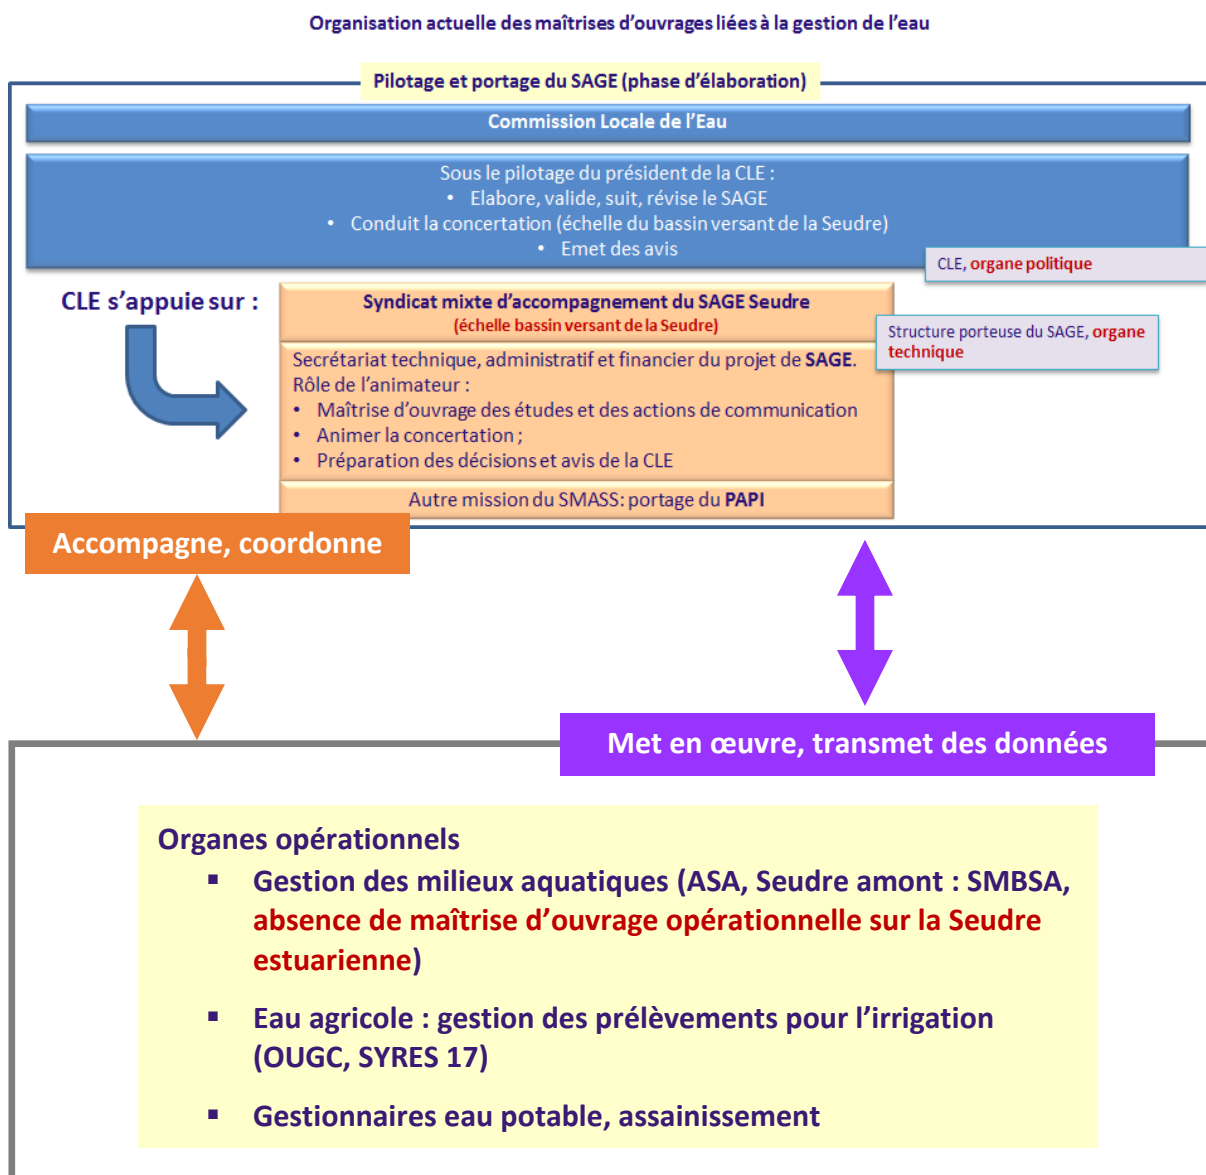 Organisation actuelle des maîtrises d'ouvrages liées à la gestion de l'eau
Pilotage et portage du SAGE (phase d'élaboration)
Commission Locale de l'Eau
Sous le pilotage du président de la CLE :
• Elabore, valide, suit, révise le SAGE
• Conduit la concertation (échelle du bassin versant de la Seudre)
• Emet des avis
CLE, organe politique
CLE s'appuie sur :
Syndicat mixte d'accompagnement du SAGE Seudre
(échelle bassin versant de la Seudre)
Structure porteuse du SAGE, organe
technique
Secrétariat technique, administratif et financier du projet de SAGE.
Rôle de l'animateur :
• Maîtrise d'ouvrage des études et des actions de communication
• Animer la concertation ;
• Préparation des décisions et avis de la CLE
Autre mission du SMASS: portage du PAPI
Accompagne, coordonne
Met en œuvre, transmet des données
Organes opérationnels
▪ Gestion des milieux aquatiques (ASA, Seudre amont : SMBSA,
absence de maîtrise d'ouvrage opérationnelle sur la Seudre
estuarienne)
▪ Eau agricole : gestion des prélèvements pour l'irrigation
(OUGC, SYRES 17)
▪ Gestionnaires eau potable, assainissement